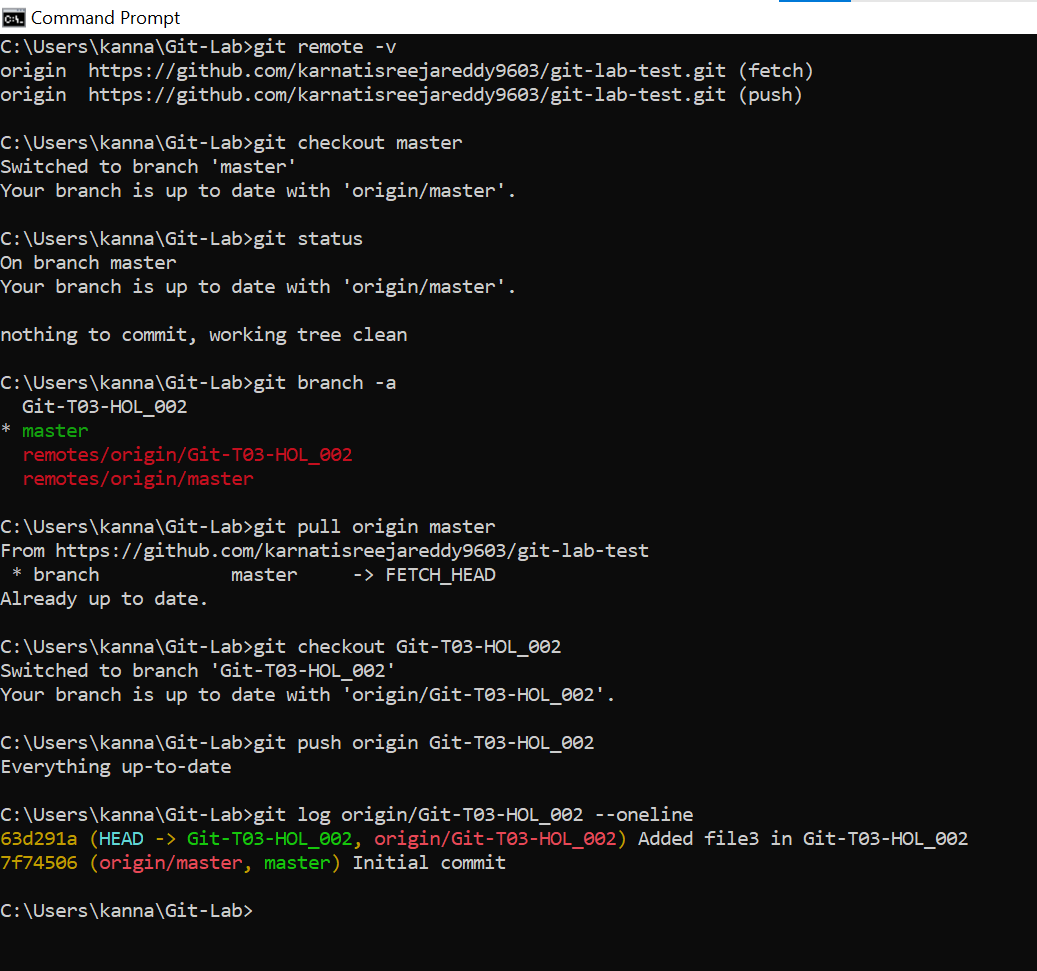 Command Prompt
C:\Users\kanna\Git-Lab>git remote -v
origin  https://github.com/karnatisreejareddy9603/git-lab-test.git (fetch)
origin  https://github.com/karnatisreejareddy9603/git-lab-test.git (push)
C:\Users\kanna\Git-Lab>git checkout master
Switched to branch 'master'
Your branch is up to date with 'origin/master'.
C:\Users\kanna\Git-Lab>git status
On branch master
Your branch is up to date with 'origin/master'.
nothing to commit, working tree clean
C:\Users\kanna\Git-Lab>git branch -a
  Git-T03-HOL_002
* master
  remotes/origin/Git-T03-HOL_002
  remotes/origin/master
C:\Users\kanna\Git-Lab>git pull origin master
From https://github.com/karnatisreejareddy9603/git-lab-test
 * branch            master     -> FETCH_HEAD
Already up to date.
C:\Users\kanna\Git-Lab>git checkout Git-T03-HOL_002
Switched to branch 'Git-T03-HOL_002'
Your branch is up to date with 'origin/Git-T03-HOL_002'.
C:\Users\kanna\Git-Lab>git push origin Git-T03-HOL_002
Everything up-to-date
C:\Users\kanna\Git-Lab>git log origin/Git-T03-HOL_002 --oneline
63d291a (HEAD -> Git-T03-HOL_002, origin/Git-T03-HOL_002) Added file3 in Git-T03-HOL_002
7f74506 (origin/master, master) Initial commit
C:\Users\kanna\Git-Lab>